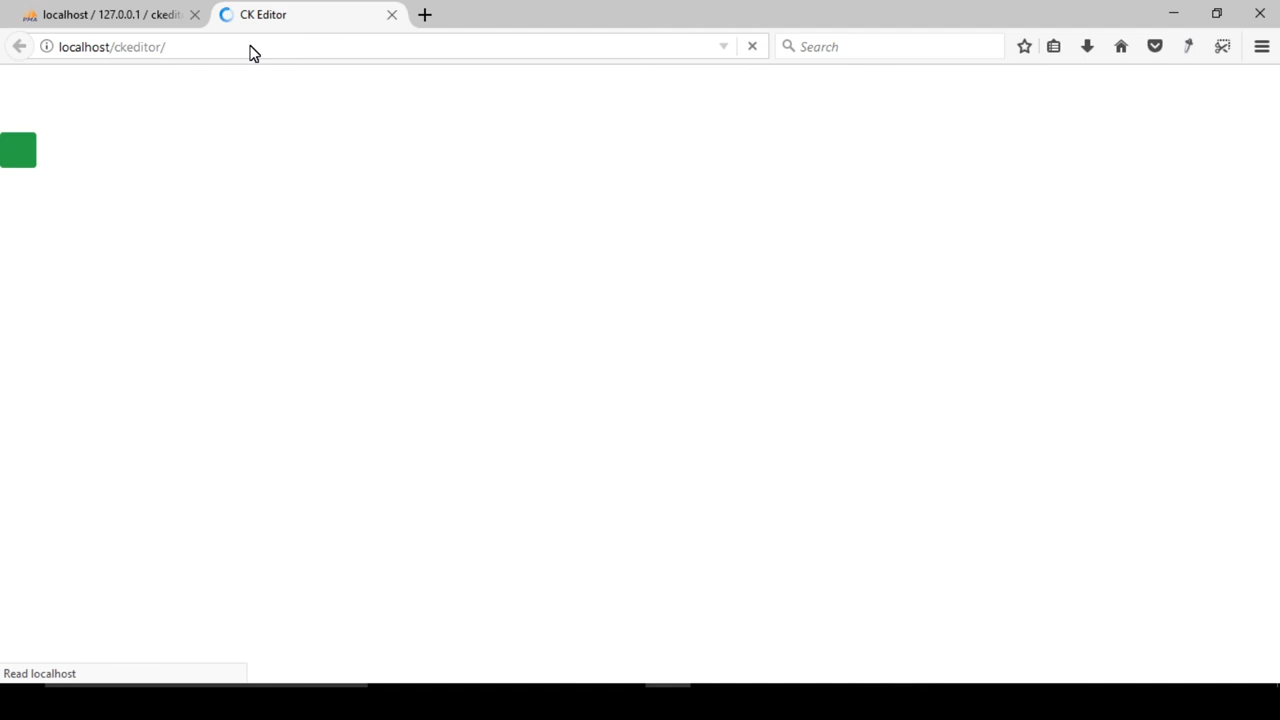 localhost / 127.0.0.1 / ckedit
CK Editor
localhost/ckeditor/
Search
Read localhost